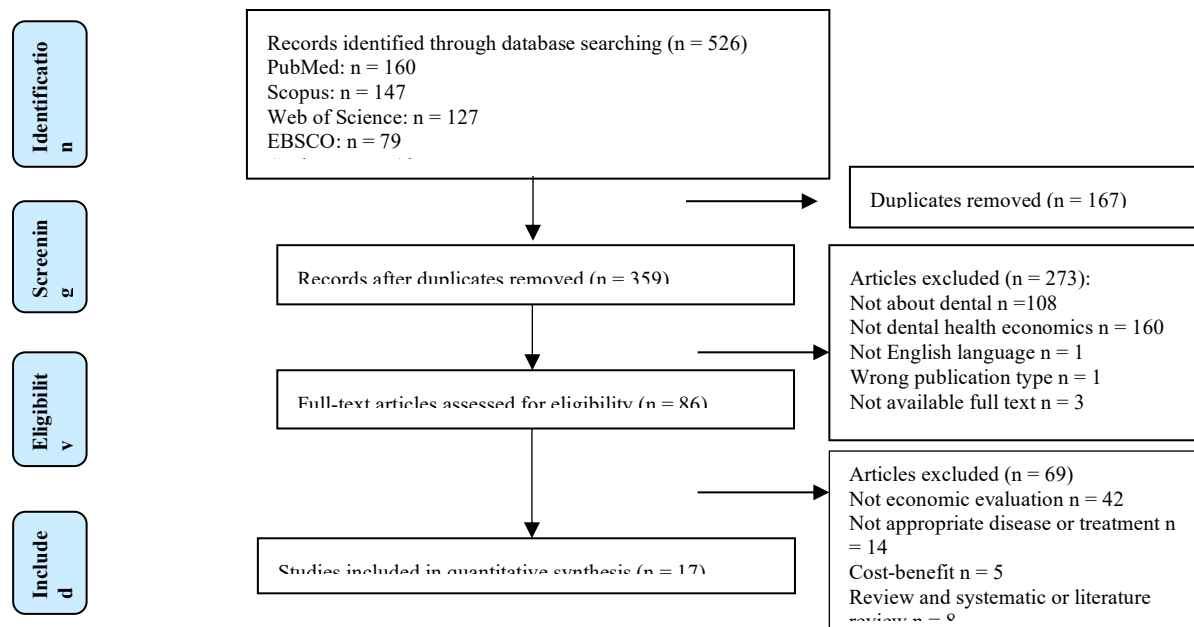 Identificatio
n
Records identified through database searching (n = 526)
PubMed: n = 160
Scopus: n = 147
Web of Science: n = 127
EBSCO: n = 79
Duplicates removed (n = 167)
Screenin
g
Records after duplicates removed (n = 359)
Articles excluded (n = 273):
Not about dental n =108
Not dental health economics n = 160
Not English language n = 1
Wrong publication type n = 1
Not available full text n = 3
Eligibilit
y
Full-text articles assessed for eligibility (n = 86)
Articles excluded (n = 69)
Not economic evaluation n = 42
Not appropriate disease or treatment n
= 14
Cost-benefit n = 5
Review and systematic or literature
review n = 8
Include
d
Studies included in quantitative synthesis (n = 17)